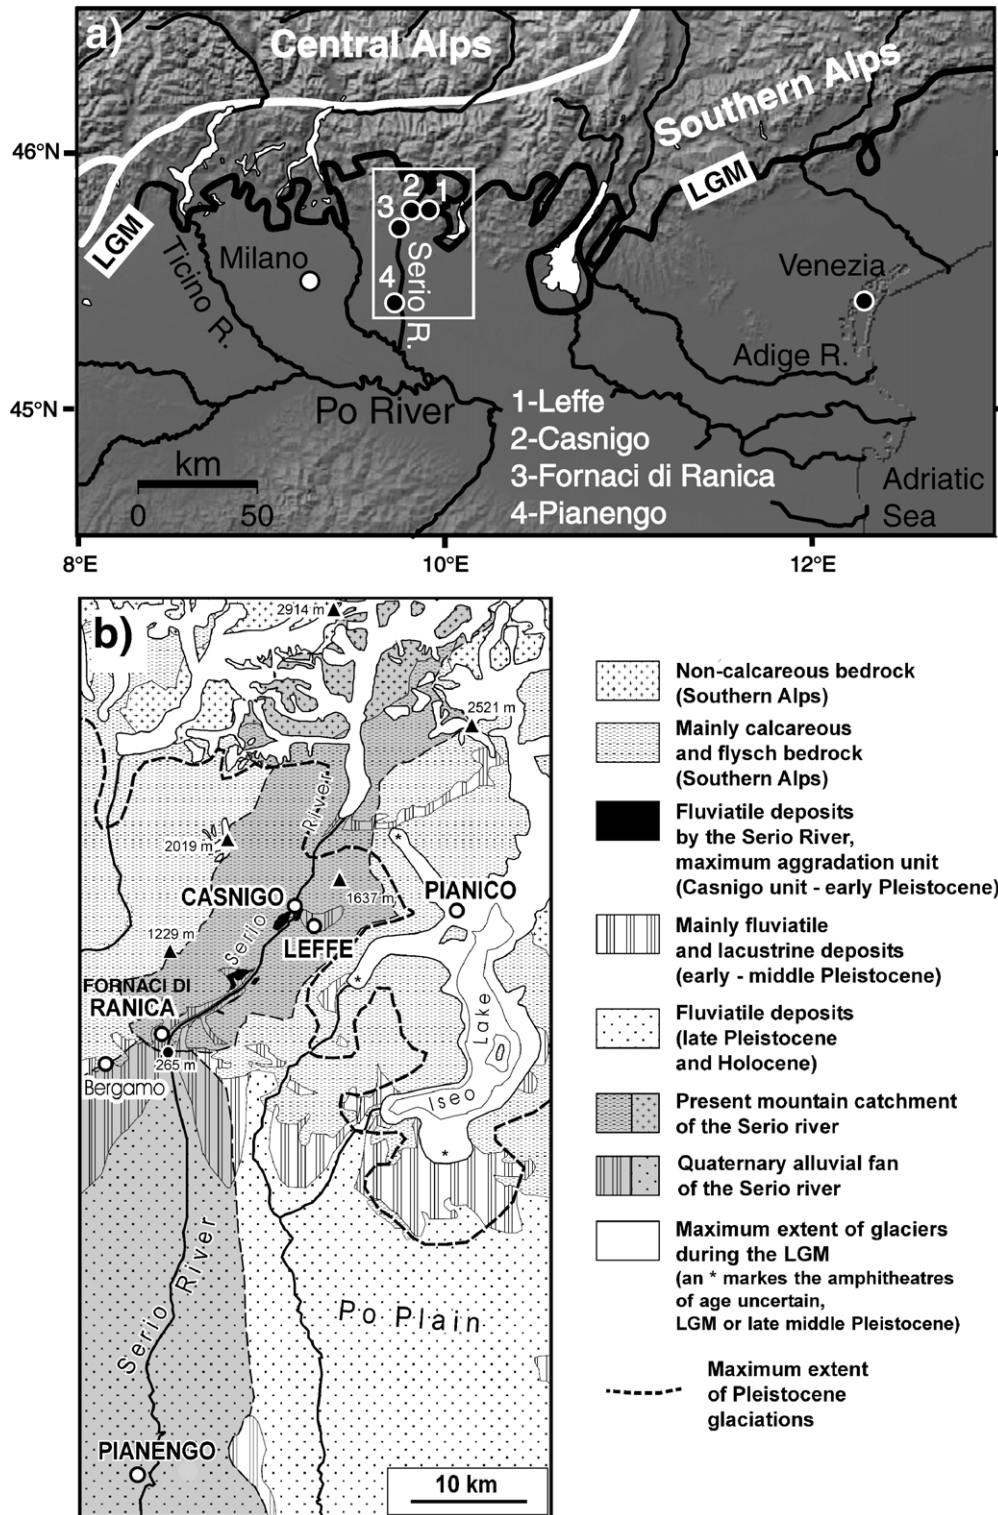 a)
Central Alps
Southern Alps
46°N
LGM
LGM
2
1
3
4
Milano
Ticino R.
Serio R.
Venezia
Adige R.
45°N
Po River
1-Leffe
2-Casnigo
3-Fornaci di Ranica
4-Pianengo
km
0
50
Adriatic
Sea
8°E
10°E
12°E
b)
2914 m
2521 m
River
2019 m
CASNIGO
1637 m
PIANICO
Serio
1229 m
LEFFE
FORNACI DI
RANICA
265 m
Bergamo
Lake
Iseo
*
*
*
Serio River
Po Plain
PIANENGO
10 km
Non-calcareous bedrock
(Southern Alps)
Mainly calcareous
and flysch bedrock
(Southern Alps)
Fluviatile deposits
by the Serio River,
maximum aggradation unit
(Casnigo unit - early Pleistocene)
Mainly fluviatile
and lacustrine deposits
(early - middle Pleistocene)
Fluviatile deposits
(late Pleistocene
and Holocene)
Present mountain catchment
of the Serio river
Quaternary alluvial fan
of the Serio river
Maximum extent of glaciers
during the LGM
(an * markes the amphitheatres
of age uncertain,
LGM or late middle Pleistocene)
Maximum extent
of Pleistocene
glaciations